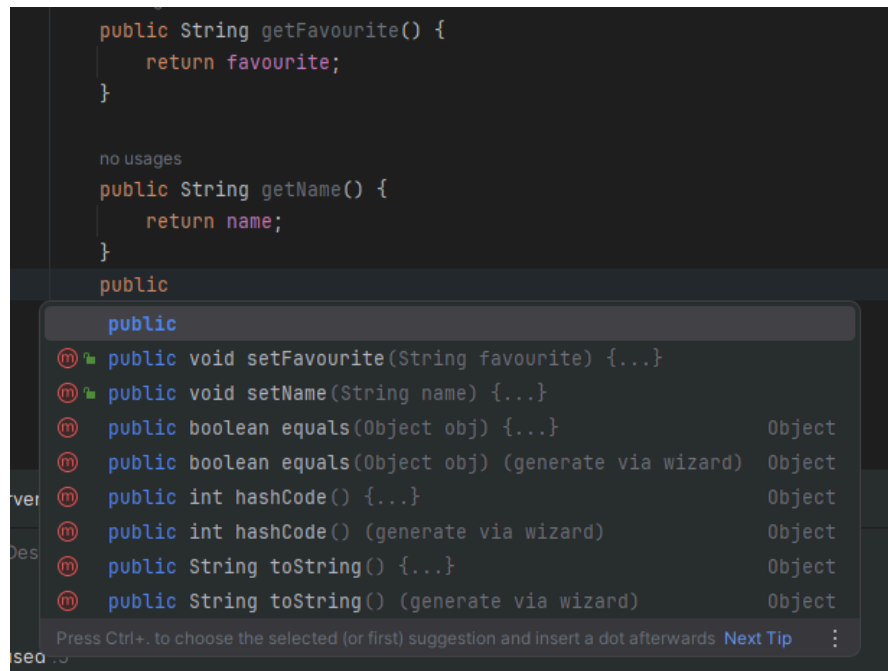 public String getFavourite() {
return favourite;
}
no usages
public String getName() {
return name;
}
public
public
public void setFavourite(String favourite) {...}
public void setName(String name) {...}
public boolean equals(Object obj) {...} Object
public boolean equals(Object obj) (generate via wizard) Object
public int hashCode() {...} Object
public int hashCode() (generate via wizard) Object
public String toString() {...} Object
public String toString() (generate via wizard) Object
Press Ctrl+. to choose the selected (or first) suggestion and insert a dot afterwards Next Tip